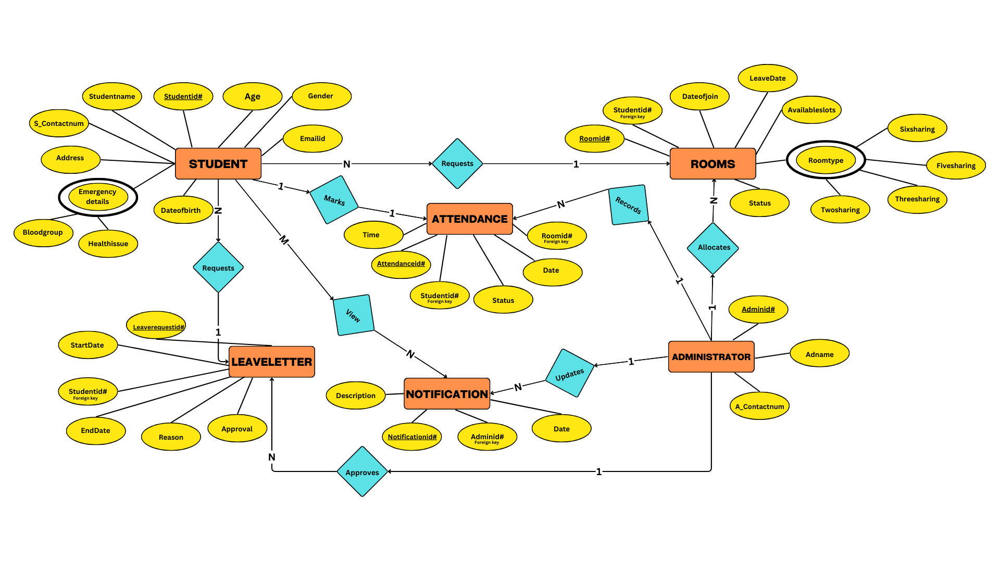 LeaveDate
Studentname
Studentid#
Age
Gender
Dateofjoin
Studentid#
Foreign key
Availableslots
S_Contactnum
Emailid
Roomid#
Sixsharing
Address
STUDENT
N
Requests
1
ROOMS
Roomtype
Fivesharing
Emergency
details
Dateofbirth
N
1
Marks
1
ATTENDANCE
N
Records
N
Status
Twosharing
Threesharing
Bloodgroup
Healthissue
M
Time
Roomid#
Foreign key
Allocates
Requests
Attendanceid#
Date
1
Studentid#
Foreign key
Status
View
1
Adminid#
Leaverequestid#
1
StartDate
LEAVELETTER
N
Updates
1
ADMINISTRATOR
Adname
Studentid#
Foreign key
Description
NOTIFICATION
N
A_Contactnum
EndDate
Reason
Approval
Notificationid#
Adminid#
Foreign key
Date
N
Approves
1